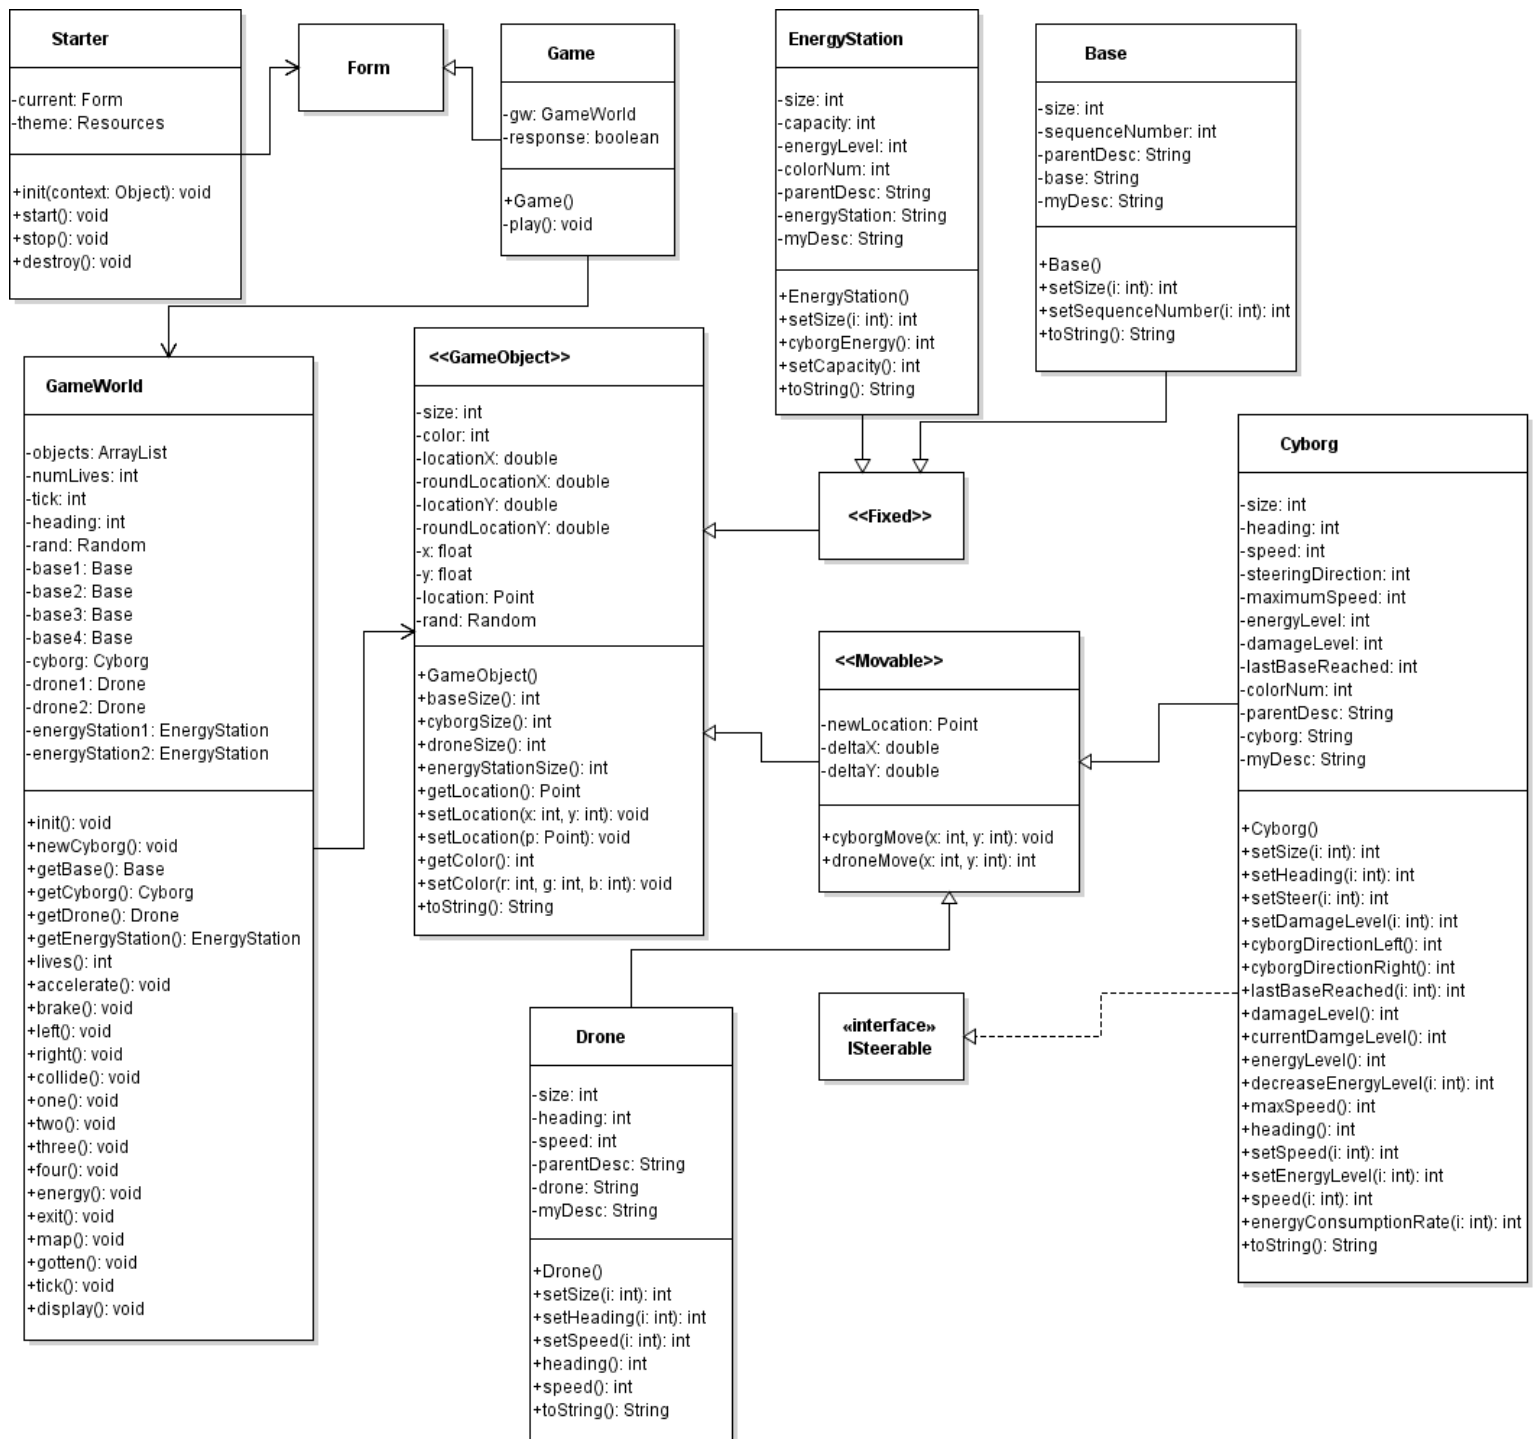 Starter
-current: Form
-theme: Resources
+init(context: Object): void
+start(): void
+stop(): void
+destroy(): void
Form
Game
-gw: GameWorld
-response: boolean
+Game()
-play(): void
EnergyStation
-size: int
-capacity: int
-energyLevel: int
-colorNum: int
-parentDesc: String
-energyStation: String
-myDesc: String
+EnergyStation()
+setSize(i: int): int
+cyborgEnergy(): int
+setCapacity(): int
+toString(): String
Base
-size: int
-sequenceNumber: int
-parentDesc: String
-base: String
-myDesc: String
+Base()
+setSize(i: int): int
+setSequenceNumber(i: int): int
+toString(): String
GameWorld
-objects: ArrayList
-numLives: int
-tick: int
-heading: int
-rand: Random
-base1: Base
-base2: Base
-base3: Base
-base4: Base
-cyborg: Cyborg
-drone1: Drone
-drone2: Drone
-energyStation1: EnergyStation
-energyStation2: EnergyStation
+init(): void
+newCyborg(): void
+getBase(): Base
+getCyborg(): Cyborg
+getDrone(): Drone
+getEnergyStation(): EnergyStation
+lives(): int
+accelerate(): void
+brake(): void
+left(): void
+right(): void
+collide(): void
+one(): void
+two(): void
+three(): void
+four(): void
+energy(): void
+exit(): void
+map(): void
+gotten(): void
+tick(): void
+display(): void
<<GameObject>>
-size: int
-color: int
-locationX: double
-roundLocationX: double
-locationY: double
-roundLocationY: double
-x: float
-y: float
-location: Point
-rand: Random
+GameObject()
+baseSize(): int
+cyborgSize(): int
+droneSize(): int
+energyStationSize(): int
+getLocation(): Point
+setLocation(x: int, y: int): void
+setLocation(p: Point): void
+getColor(): int
+setColor(r: int, g: int, b: int): void
+toString(): String
<<Fixed>>
<<Movable>>
-newLocation: Point
-deltaX: double
-deltaY: double
+cyborgMove(x: int, y: int): void
+droneMove(x: int, y: int): int
Cyborg
-size: int
-heading: int
-speed: int
-steeringDirection: int
-maximumSpeed: int
-energyLevel: int
-damageLevel: int
-lastBaseReached: int
-colorNum: int
-parentDesc: String
-cyborg: String
-myDesc: String
+Cyborg()
+setSize(i: int): int
+setHeading(i: int): int
+setSteer(i: int): int
+setDamageLevel(i: int): int
+cyborgDirectionLeft(): int
+cyborgDirectionRight(): int
+lastBaseReached(i: int): int
+damageLevel(): int
+currentDamgeLevel(): int
+energyLevel(): int
+decreaseEnergyLevel(i: int): int
+maxSpeed(): int
+heading(): int
+setSpeed(i: int): int
+setEnergyLevel(i: int): int
+speed(i: int): int
+energyConsumptionRate(i: int): int
+toString(): String
«interface»
ISteerable
Drone
-size: int
-heading: int
-speed: int
-parentDesc: String
-drone: String
-myDesc: String
+Drone()
+setSize(i: int): int
+setHeading(i: int): int
+setSpeed(i: int): int
+heading(): int
+speed(): int
+toString(): String